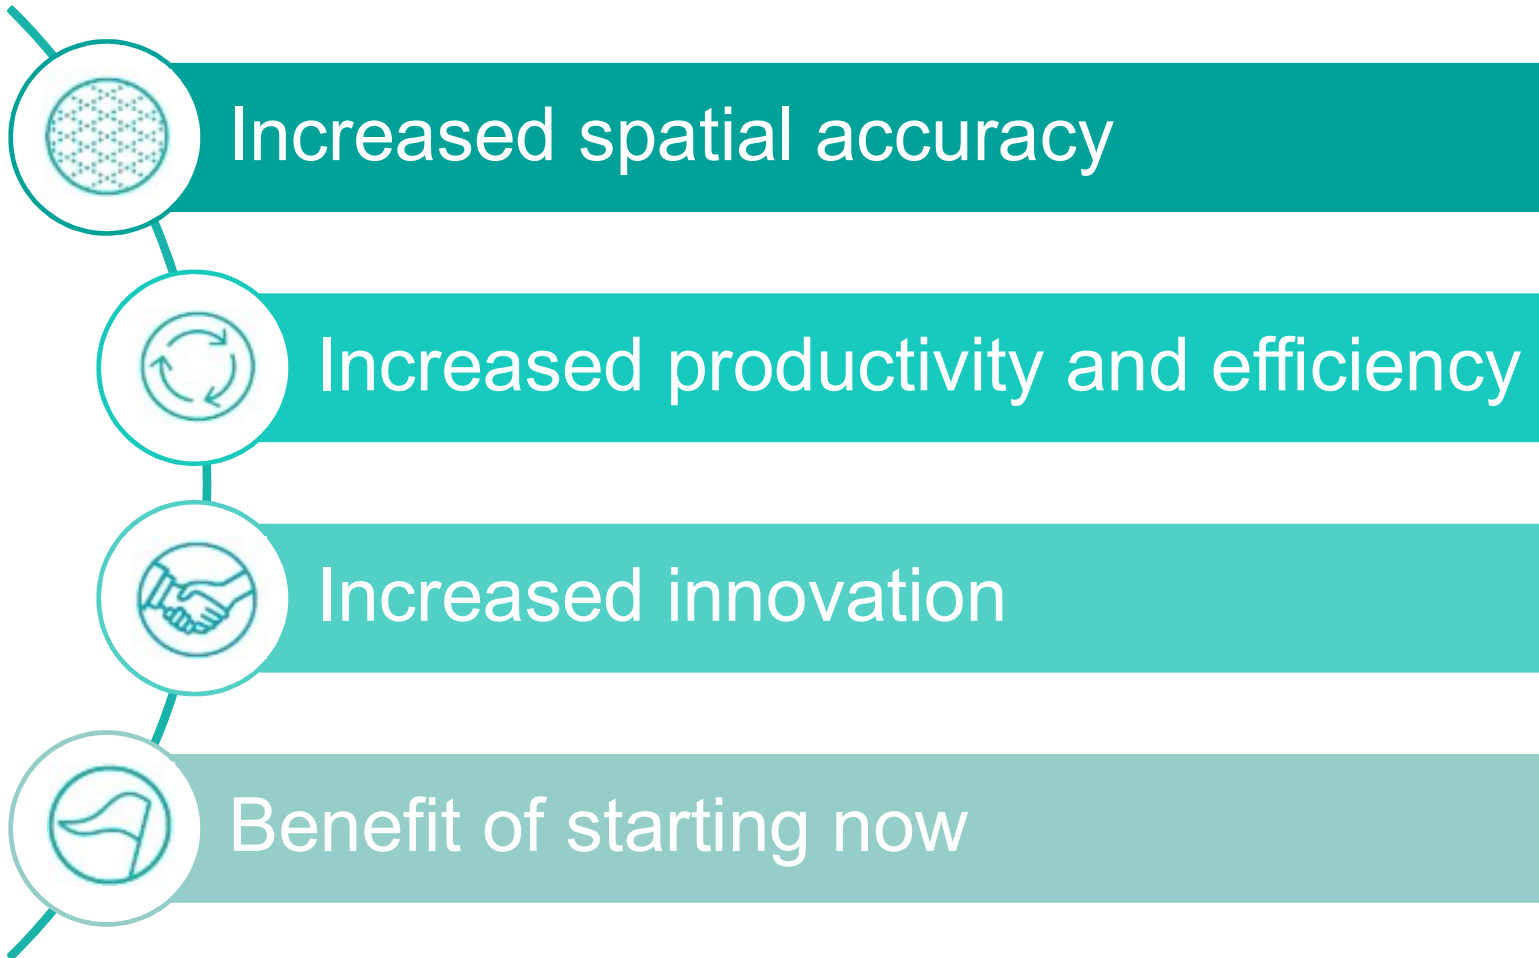 Increased spatial accuracy
Increased productivity and efficiency
Increased innovation
Benefit of starting now